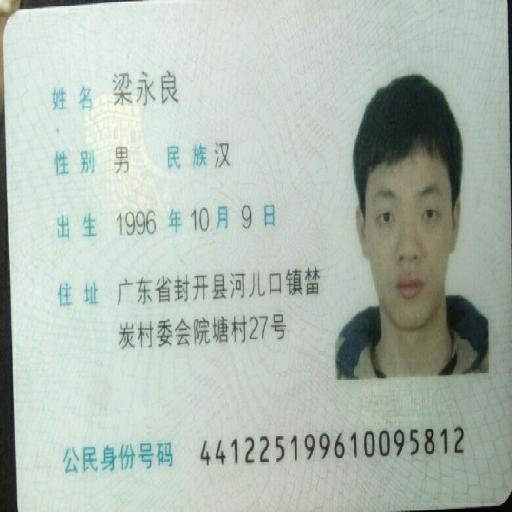 姓名 梁永良
性别 男 民族 汉
出生 1996 年 10 月 9 日
住址 广东省封开县河儿口镇蓥
炭村委会院塘村27号
公民身份号码 441225199610095812